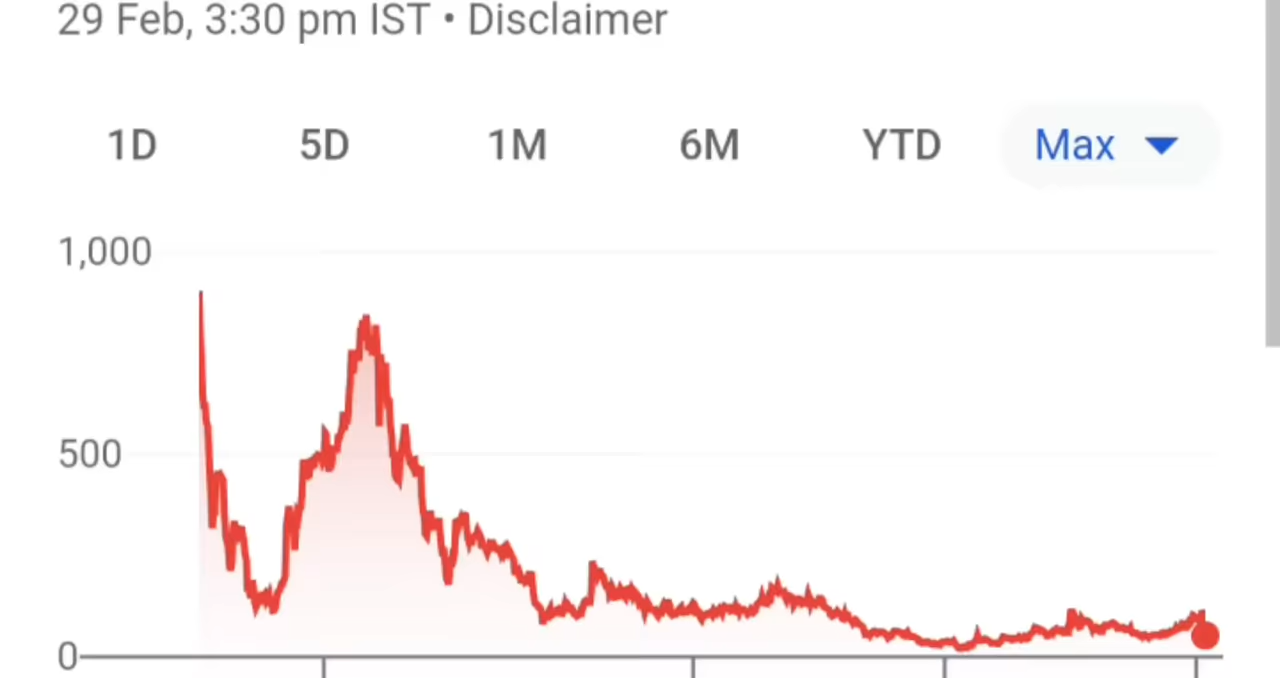 29 Feb, 3:30 pm IST • Disclaimer
1D 5D 1M 6M YTD Max
1,000
500
0